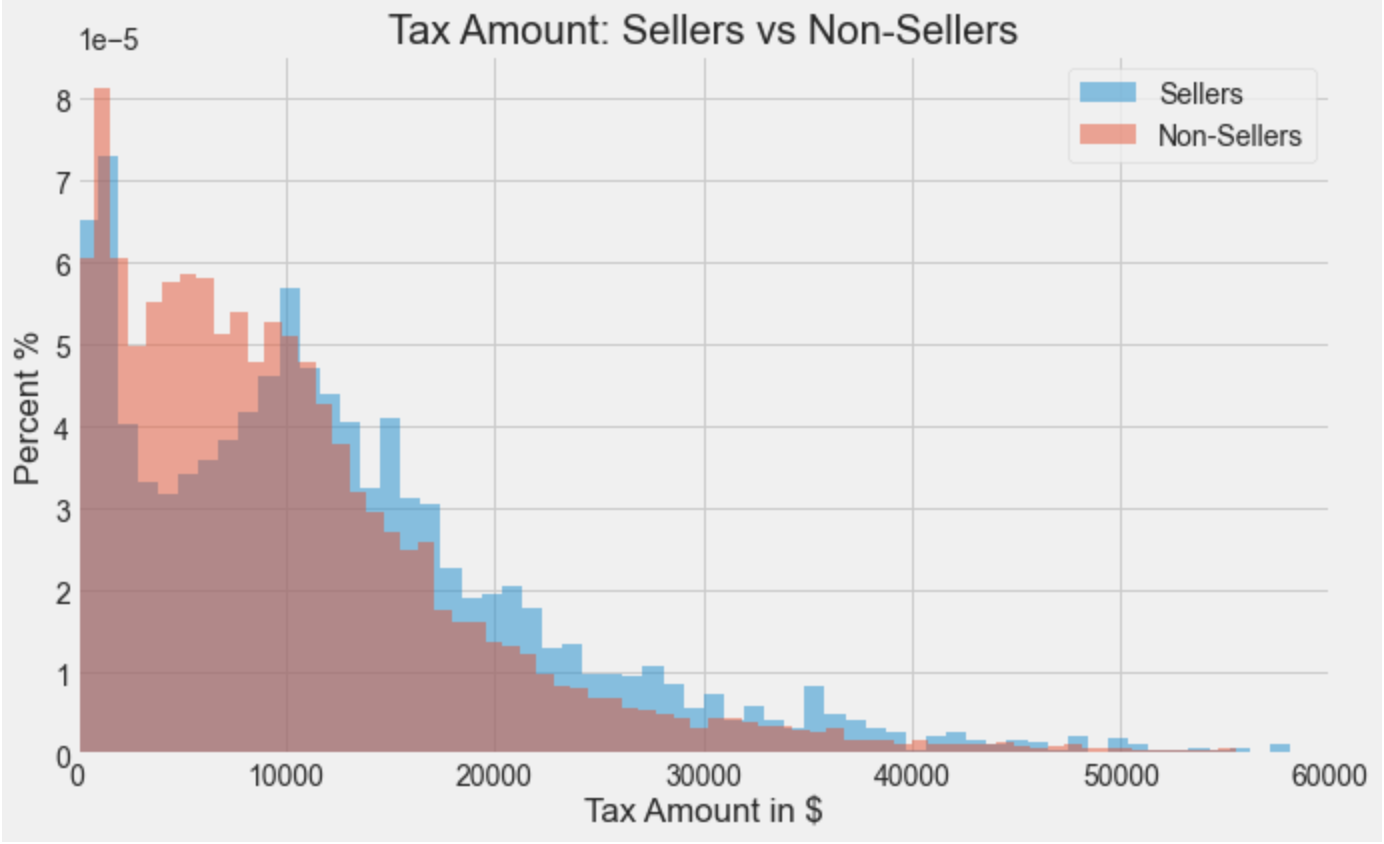 Tax Amount: Sellers vs Non-Sellers
1e−5
Sellers
Non-Sellers
8
7
6
5
4
3
2
1
0
Percent %
0 10000 20000 30000 40000 50000 60000
Tax Amount in $